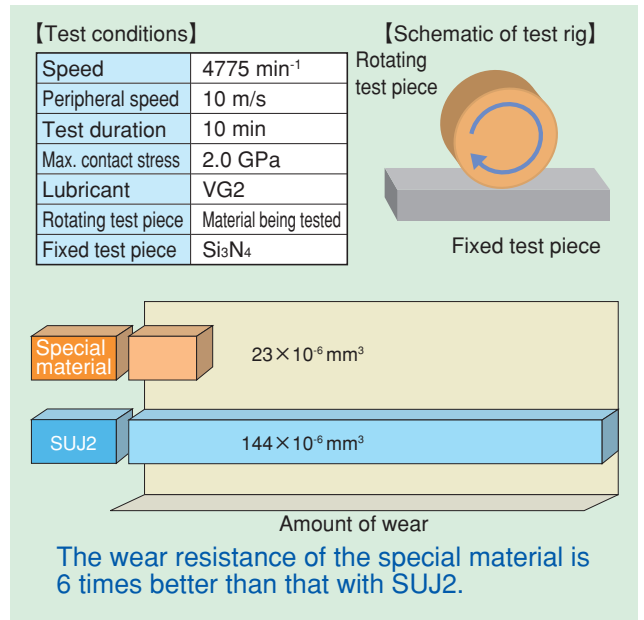 【Test conditions】
Speed 4775 min⁻¹
Peripheral speed 10 m/s
Test duration 10 min
Max. contact stress 2.0 GPa
Lubricant VG2
Rotating test piece Material being tested
Fixed test piece Si₃N₄
【Schematic of test rig】
Rotating
test piece
Fixed test piece
Special
material
23×10⁻⁶ mm³
SUJ2
144×10⁻⁶ mm³
Amount of wear
The wear resistance of the special material is
6 times better than that with SUJ2.